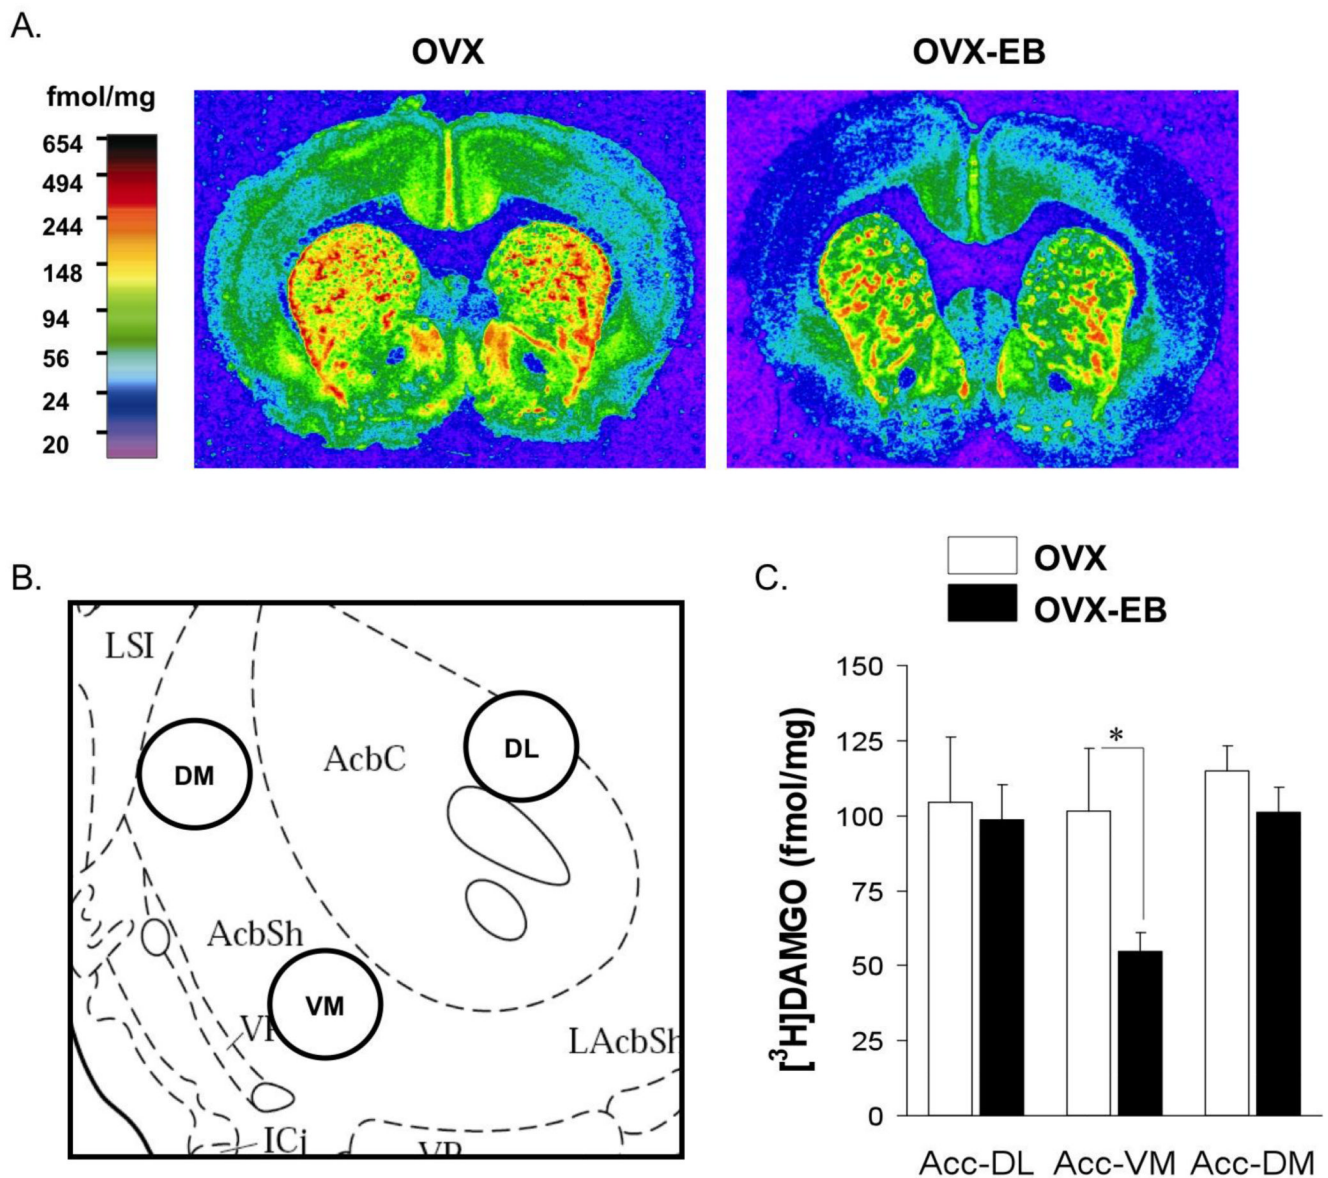 A.
OVX
OVX-EB
fmol/mg
654
494
244
148
94
56
24
20
B.
LSI
DM
AcbC
DL
AcbSh
VM
LAcbSh
ICj
C.
OVX
OVX-EB
[³H]DAMGO (fmol/mg)
150
125
100
75
50
25
0
*
Acc-DL Acc-VM Acc-DM